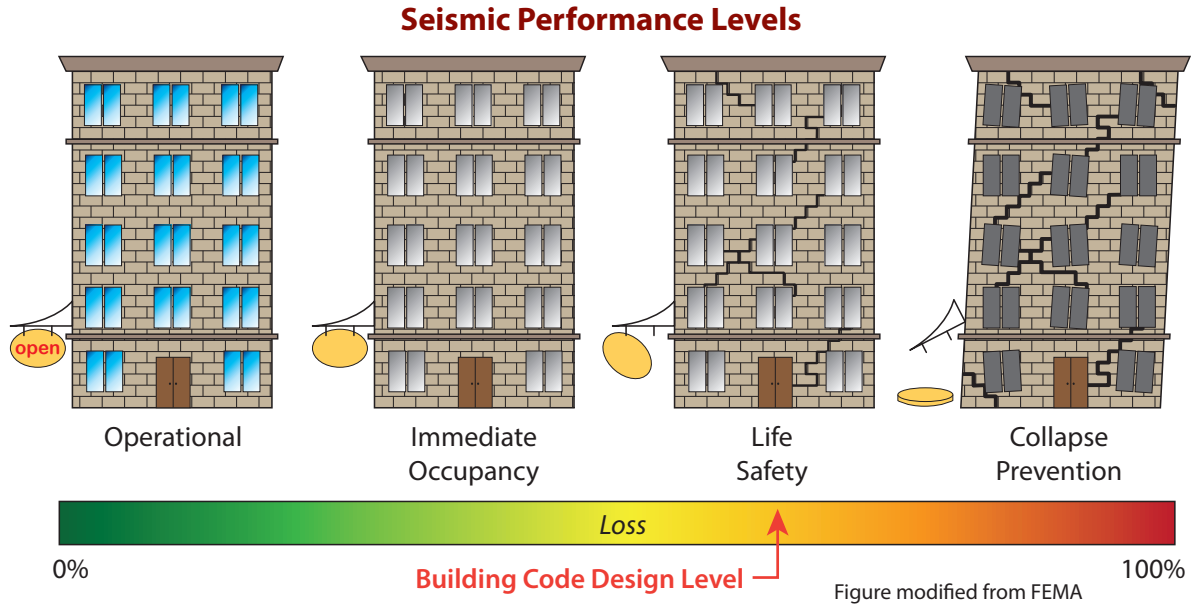 Seismic Performance Levels
open
Operational
Immediate
Occupancy
Life
Safety
Collapse
Prevention
Loss
0%
100%
Building Code Design Level
Figure modified from FEMA